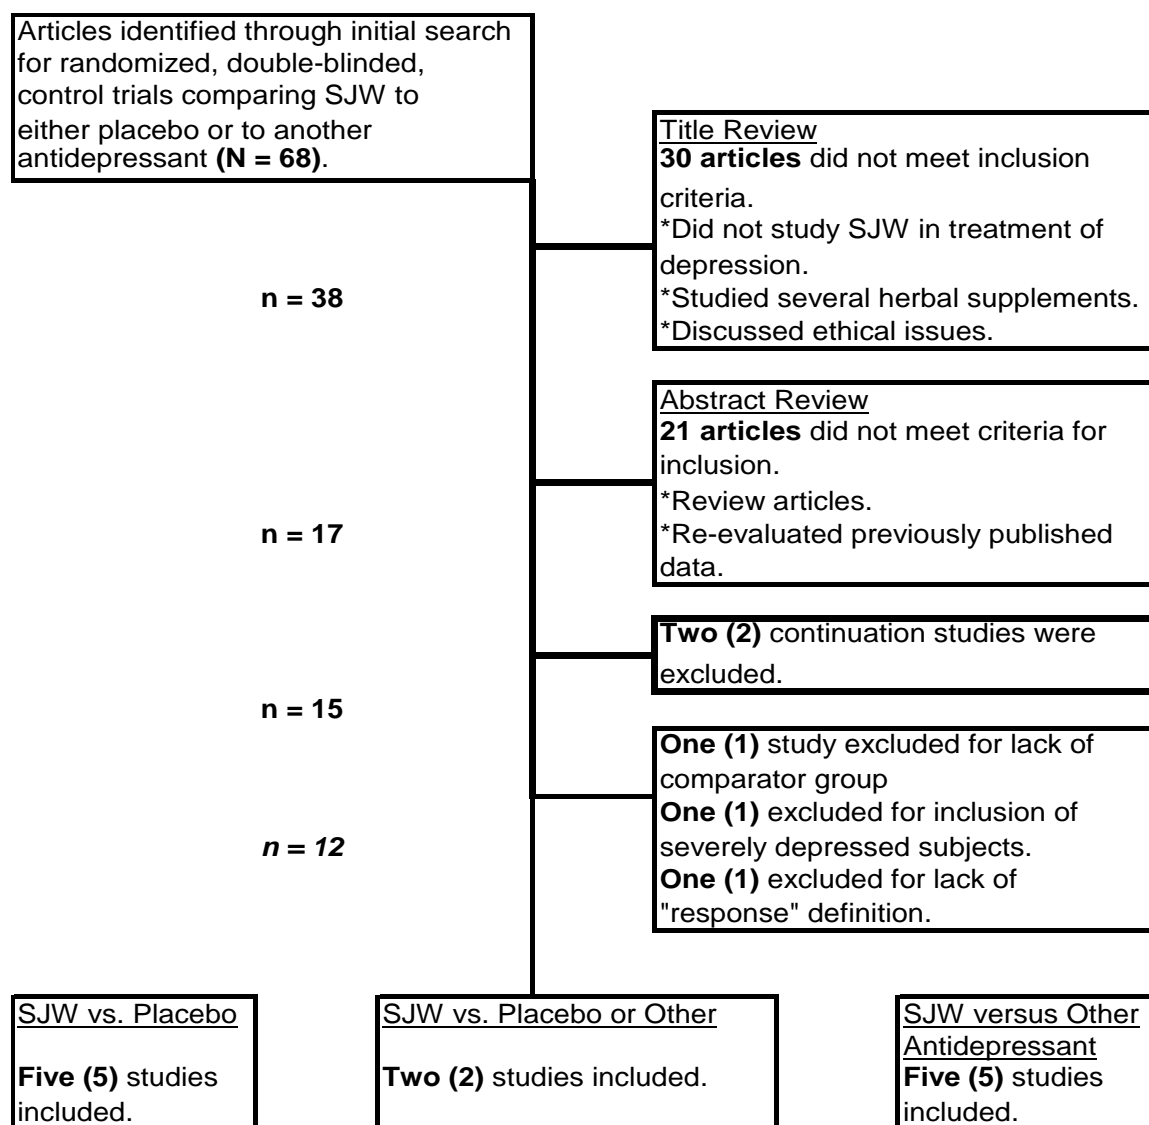 Articles identified through initial search
for randomized, double-blinded,
control trials comparing SJW to
either placebo or to another
antidepressant (N = 68).
Title Review
30 articles did not meet inclusion
criteria.
*Did not study SJW in treatment of
depression.
*Studied several herbal supplements.
*Discussed ethical issues.
n = 38
Abstract Review
21 articles did not meet criteria for
inclusion.
*Review articles.
*Re-evaluated previously published
data.
n = 17
Two (2) continuation studies were
excluded.
n = 15
One (1) study excluded for lack of
comparator group
One (1) excluded for inclusion of
severely depressed subjects.
One (1) excluded for lack of
"response" definition.
n = 12
SJW vs. Placebo
Five (5) studies
included.
SJW vs. Placebo or Other
Two (2) studies included.
SJW versus Other
Antidepressant
Five (5) studies
included.